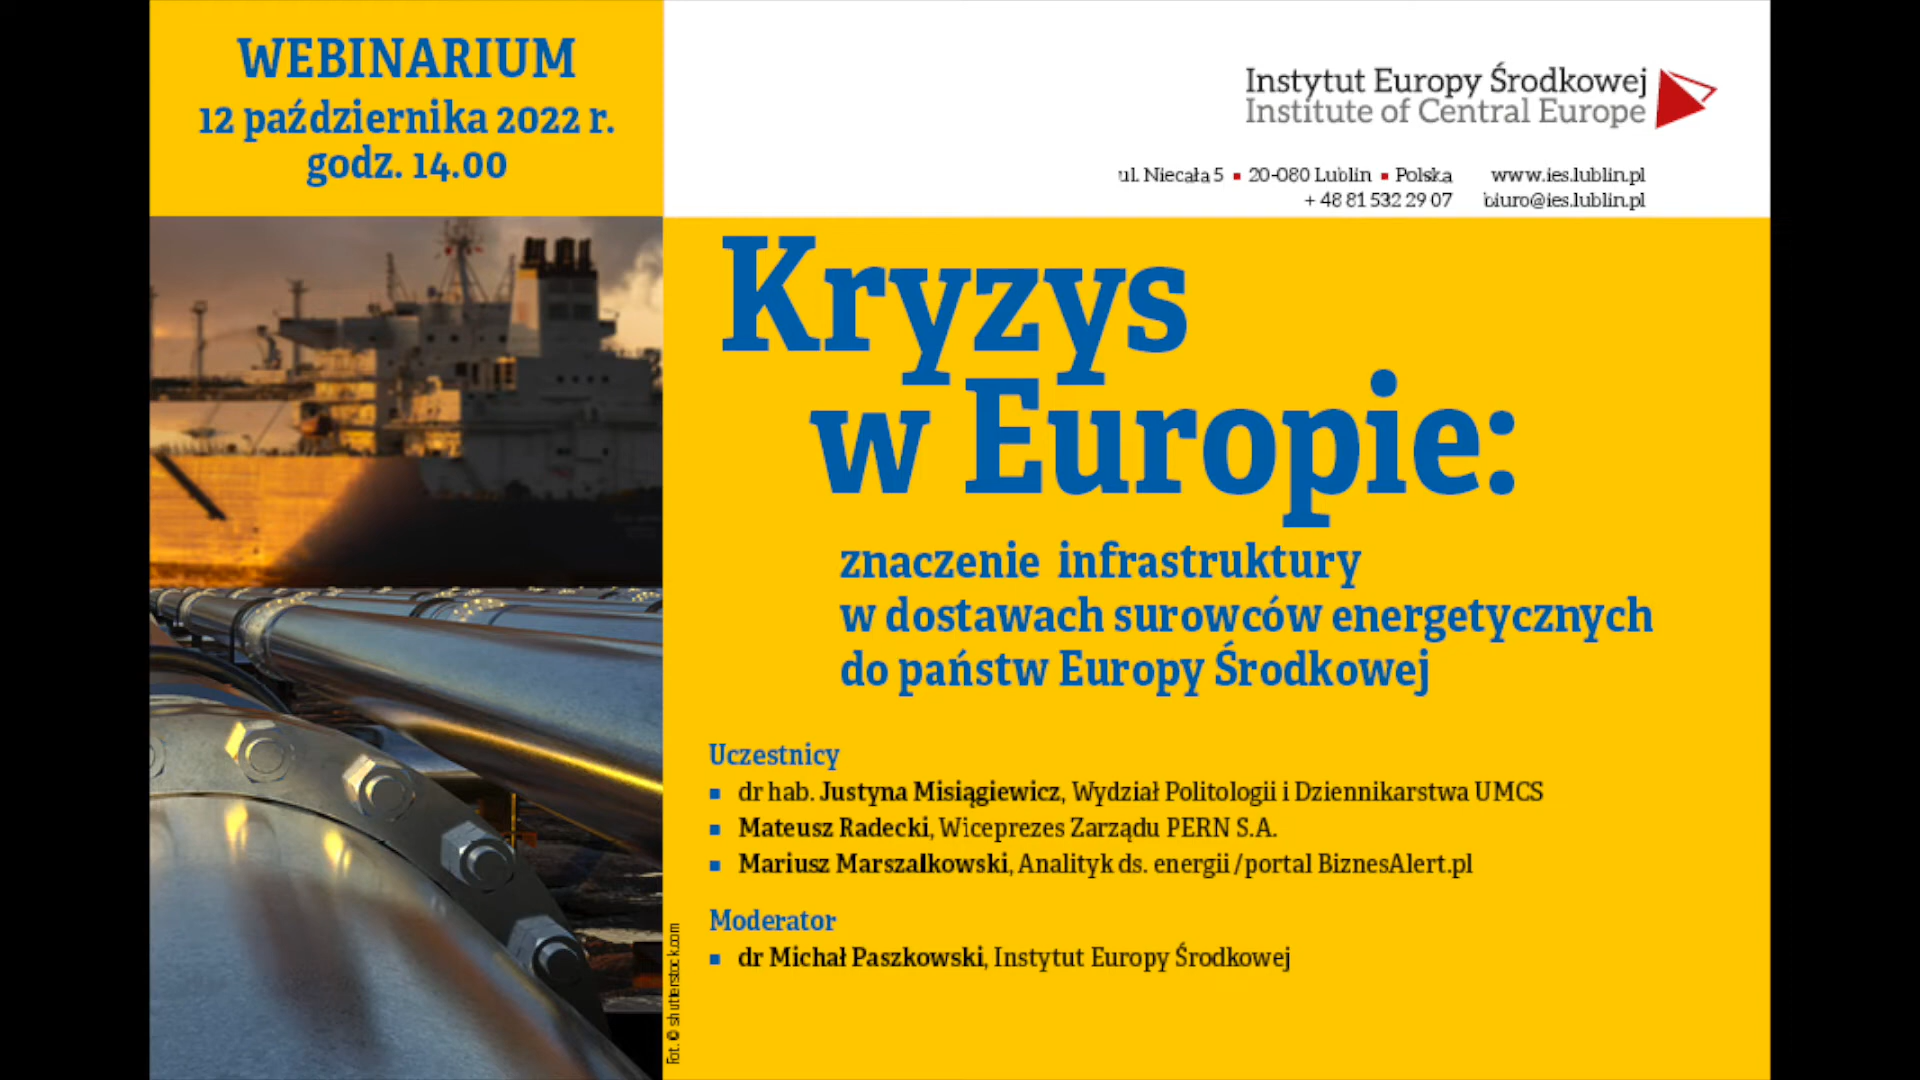 WEBINARIUM
12 października 2022 r.
godz. 14.00
Instytut Europy Środkowej
Institute of Central Europe
ul. Niecała 5 ▪ 20-080 Lublin ▪ Polska www.ies.lublin.pl
+ 48 81 532 29 07 biuro@ies.lublin.pl
Kryzys
w Europie:
znaczenie infrastruktury
w dostawach surowców energetycznych
do państw Europy Środkowej
Uczestnicy
▪ dr hab. Justyna Misiągiewicz, Wydział Politologii i Dziennikarstwa UMCS
▪ Mateusz Radecki, Wiceprezes Zarządu PERN S.A.
▪ Mariusz Marszałkowski, Analityk ds. energii /portal BiznesAlert.pl
Moderator
▪ dr Michał Paszkowski, Instytut Europy Środkowej
Fot. © shutterstock.com